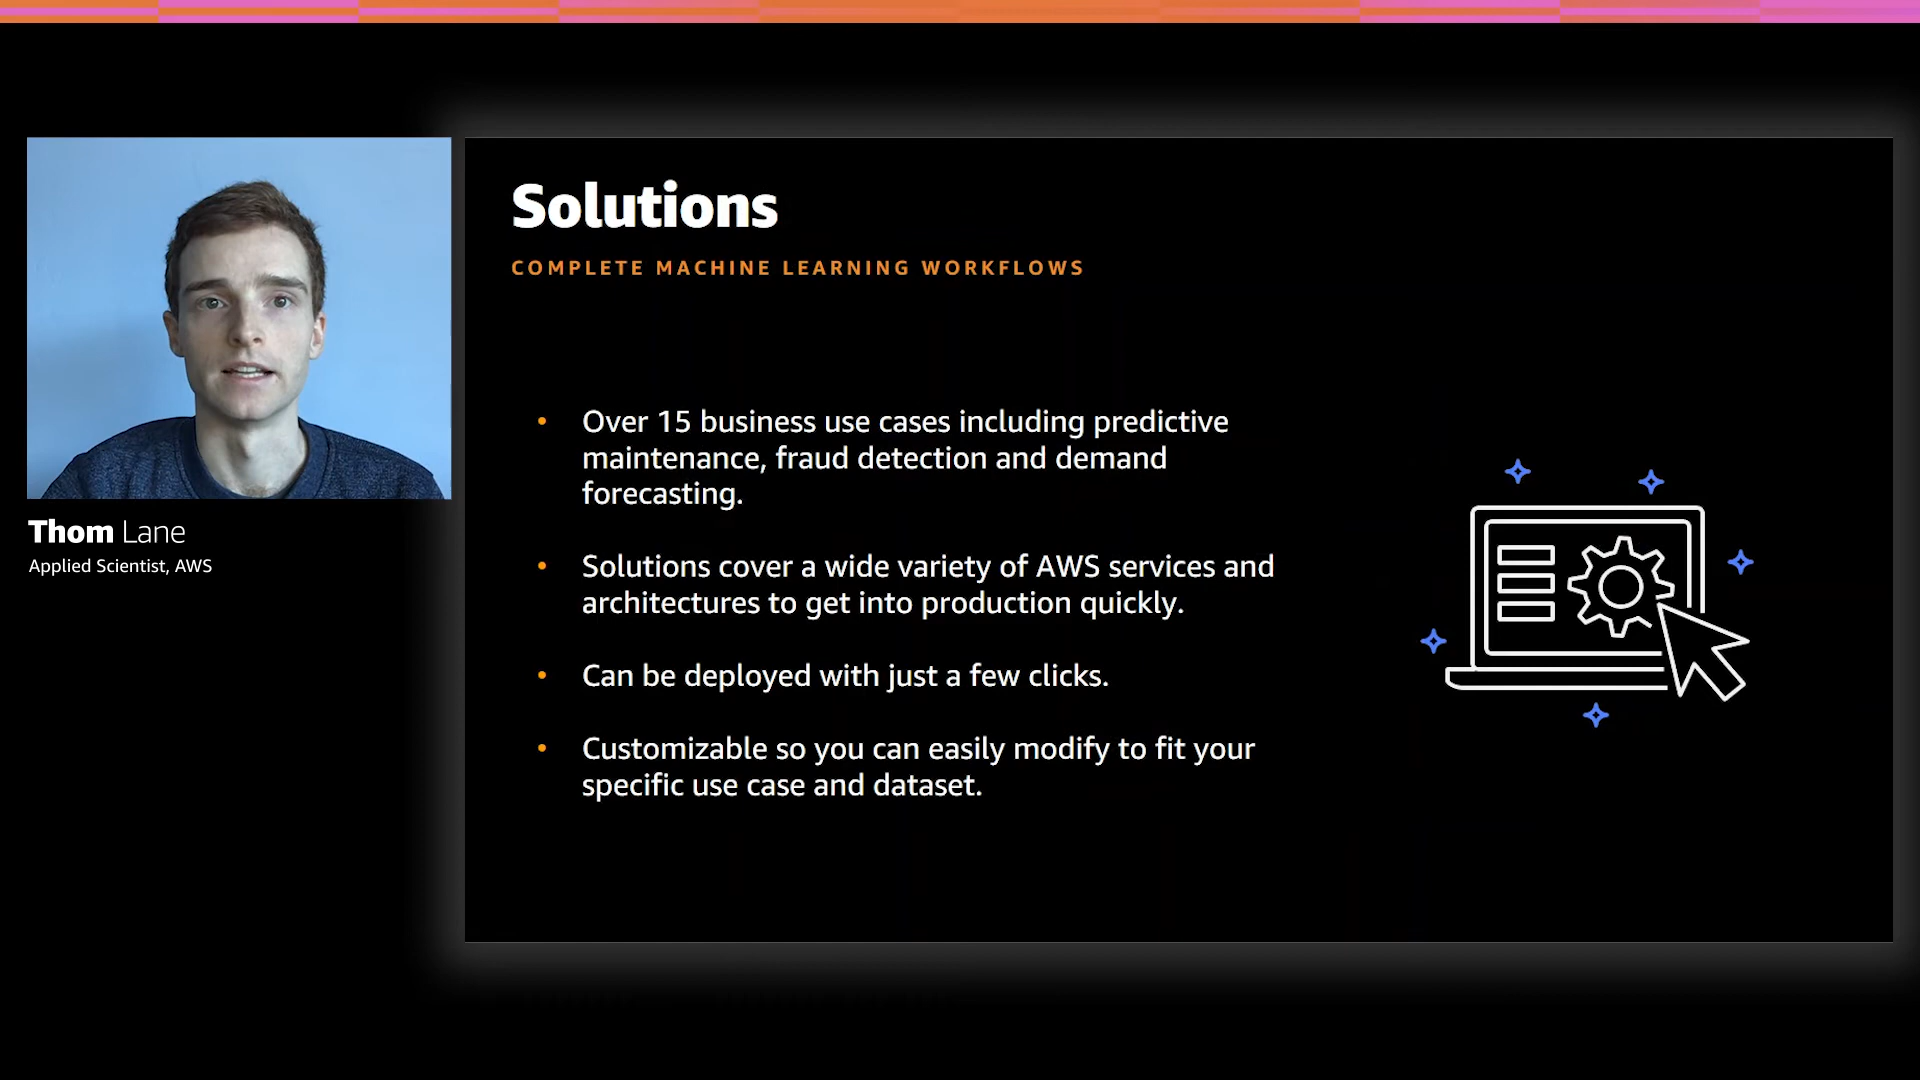 Solutions
COMPLETE MACHINE LEARNING WORKFLOWS
• Over 15 business use cases including predictive
maintenance, fraud detection and demand
forecasting.
• Solutions cover a wide variety of AWS services and
architectures to get into production quickly.
• Can be deployed with just a few clicks.
• Customizable so you can easily modify to fit your
specific use case and dataset.
Thom Lane
Applied Scientist, AWS